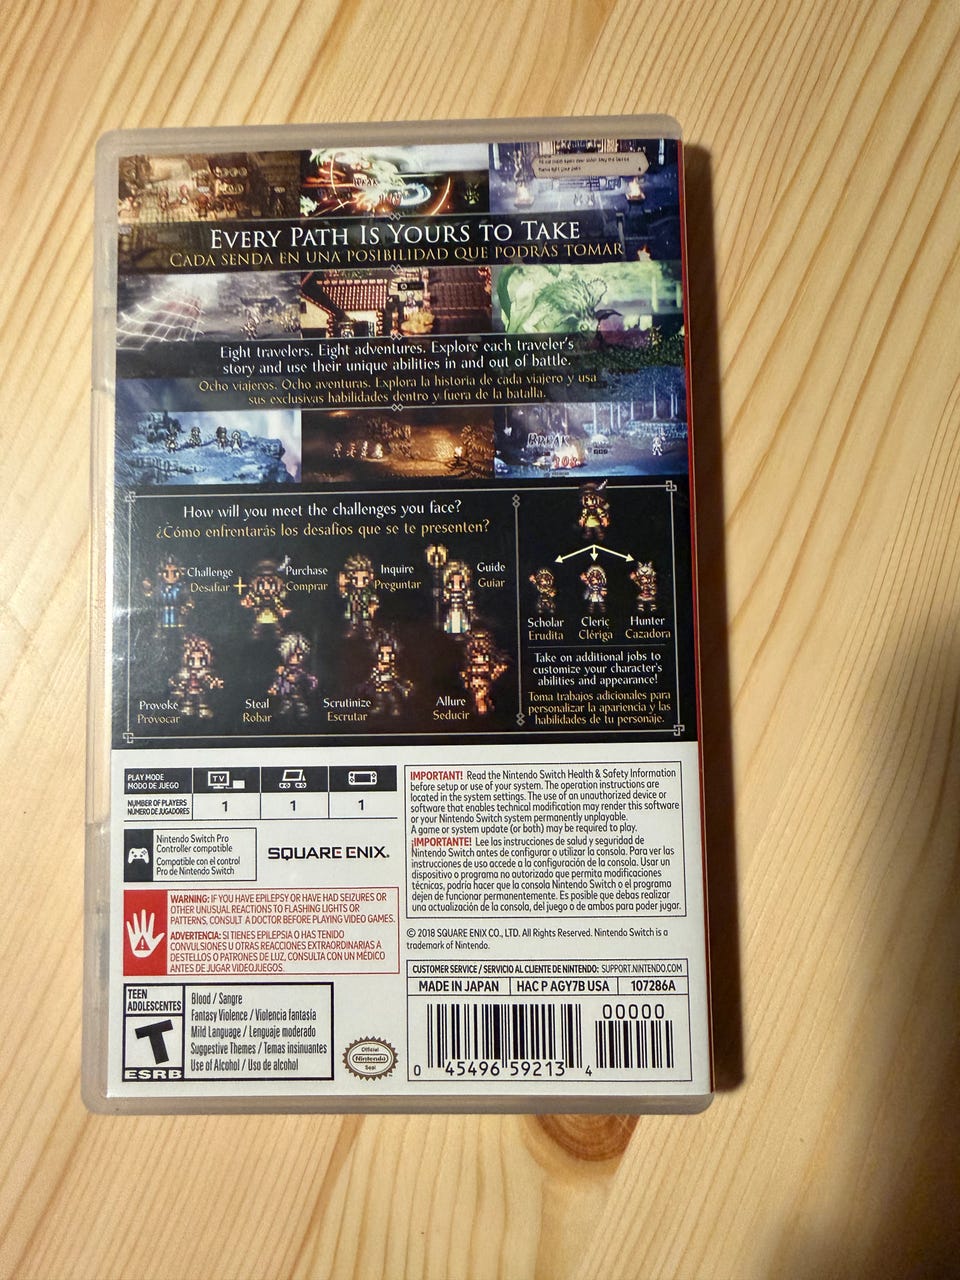 EVERY PATH IS YOURS TO TAKE
CADA SENDA EN UNA POSIBILIDAD QUE PODRÁS TOMAR
Eight travelers. Eight adventures. Explore each traveler's
story and use their unique abilities in and out of battle.
Ocho viajeros. Ocho aventuras. Explora la historia de cada viajero y usa
sus exclusivas habilidades dentro y fuera de la batalla.
BREAK
How will you meet the challenges you face?
¿Cómo enfrentarás los desafíos que se te presenten?
Challenge
Desafiar
Purchase
Comprar
Inquire
Preguntar
Guide
Guiar
Provoke
Provocar
Steal
Robar
Scrutinize
Escrutar
Allure
Seducir
Scholar
Erudita
Cleric
Clériga
Hunter
Cazadora
Take on additional jobs to
customize your character's
abilities and appearance!
Toma trabajos adicionales para
personalizar la apariencia y las
habilidades de tu personaje.
PLAY MODE
MODO DE JUEGO
TV
NUMBER OF PLAYERS
NÚMERO DE JUGADORES
1
1
1
Nintendo Switch Pro
Controller compatible
Compatible con el control
Pro de Nintendo Switch
SQUARE ENIX.
WARNING: IF YOU HAVE EPILEPSY OR HAVE HAD SEIZURES OR
OTHER UNUSUAL REACTIONS TO FLASHING LIGHTS OR
PATTERNS, CONSULT A DOCTOR BEFORE PLAYING VIDEO GAMES.
ADVERTENCIA: SI TIENES EPILEPSIA O HAS TENIDO
CONVULSIONES U OTRAS REACCIONES EXTRAORDINARIAS A
DESTELLOS O PATRONES DE LUZ, CONSULTA CON UN MÉDICO
ANTES DE JUGAR VIDEOJUEGOS.
TEEN
ADOLESCENTES
T
ESRB
Blood / Sangre
Fantasy Violence / Violencia fantasía
Mild Language / Lenguaje moderado
Suggestive Themes / Temas insinuantes
Use of Alcohol / Uso de alcohol
Official
Nintendo
Seal
IMPORTANT! Read the Nintendo Switch Health & Safety Information
before setup or use of your system. The operation instructions are
located in the system settings. The use of an unauthorized device or
software that enables technical modification may render this software
or your Nintendo Switch system permanently unplayable.
A game or system update (or both) may be required to play.
¡IMPORTANTE! Lee las instrucciones de salud y seguridad de
Nintendo Switch antes de configurar o utilizar la consola. Para ver las
instrucciones de uso accede a la configuración de la consola. Usar un
dispositivo o programa no autorizado que permita modificaciones
técnicas, podría hacer que la consola Nintendo Switch o el programa
dejen de funcionar permanentemente. Es posible que debas realizar
una actualización de la consola, del juego o de ambos para poder jugar.
© 2018 SQUARE ENIX CO., LTD. All Rights Reserved. Nintendo Switch is a
trademark of Nintendo.
CUSTOMER SERVICE / SERVICIO AL CLIENTE DE NINTENDO: SUPPORT.NINTENDO.COM
MADE IN JAPAN
HAC P AGY7B USA
107286A
00000
0 45496 59213 4